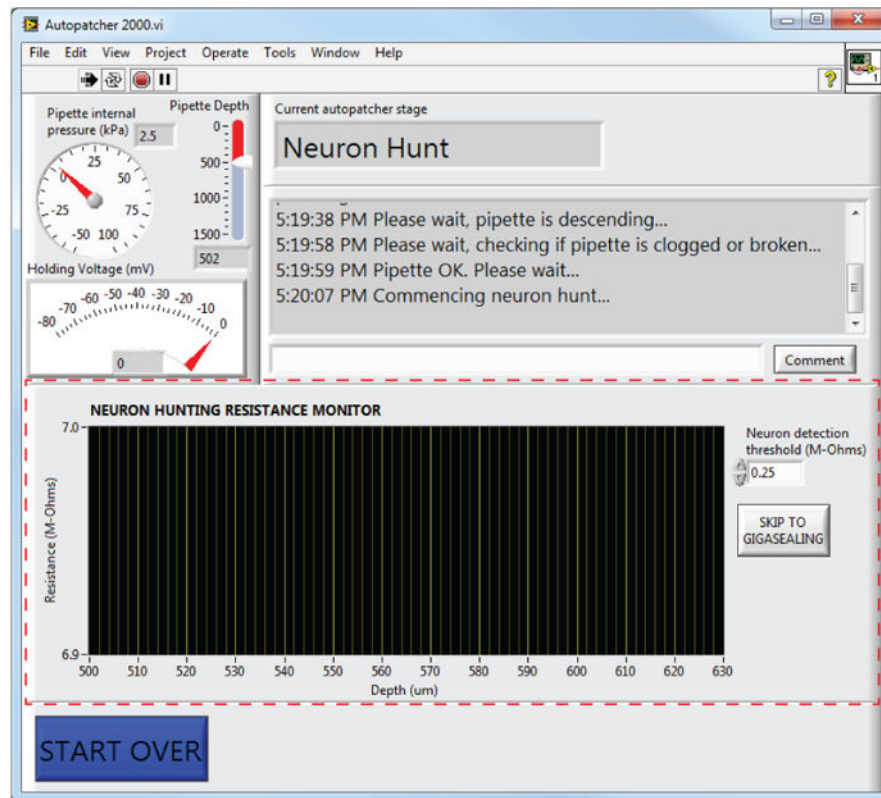 Autopatcher 2000.vi
File Edit View Project Operate Tools Window Help
?
1
Pipette internal
pressure (kPa)
2.5
-50
-25
0
25
50
75
100
Pipette Depth
0
500
1000
1500
502
Holding Voltage (mV)
-80
-70
-60
-50
-40
-30
-20
-10
0
0
Current autopatcher stage
Neuron Hunt
5:19:38 PM Please wait, pipette is descending...
5:19:58 PM Please wait, checking if pipette is clogged or broken...
5:19:59 PM Pipette OK. Please wait...
5:20:07 PM Commencing neuron hunt...
Comment
NEURON HUNTING RESISTANCE MONITOR
7.0
Resistance (M-Ohms)
6.9
500 510 520 530 540 550 560 570 580 590 600 610 620 630
Depth (um)
Neuron detection
threshold (M-Ohms)
0.25
SKIP TO
GIGASEALING
START OVER